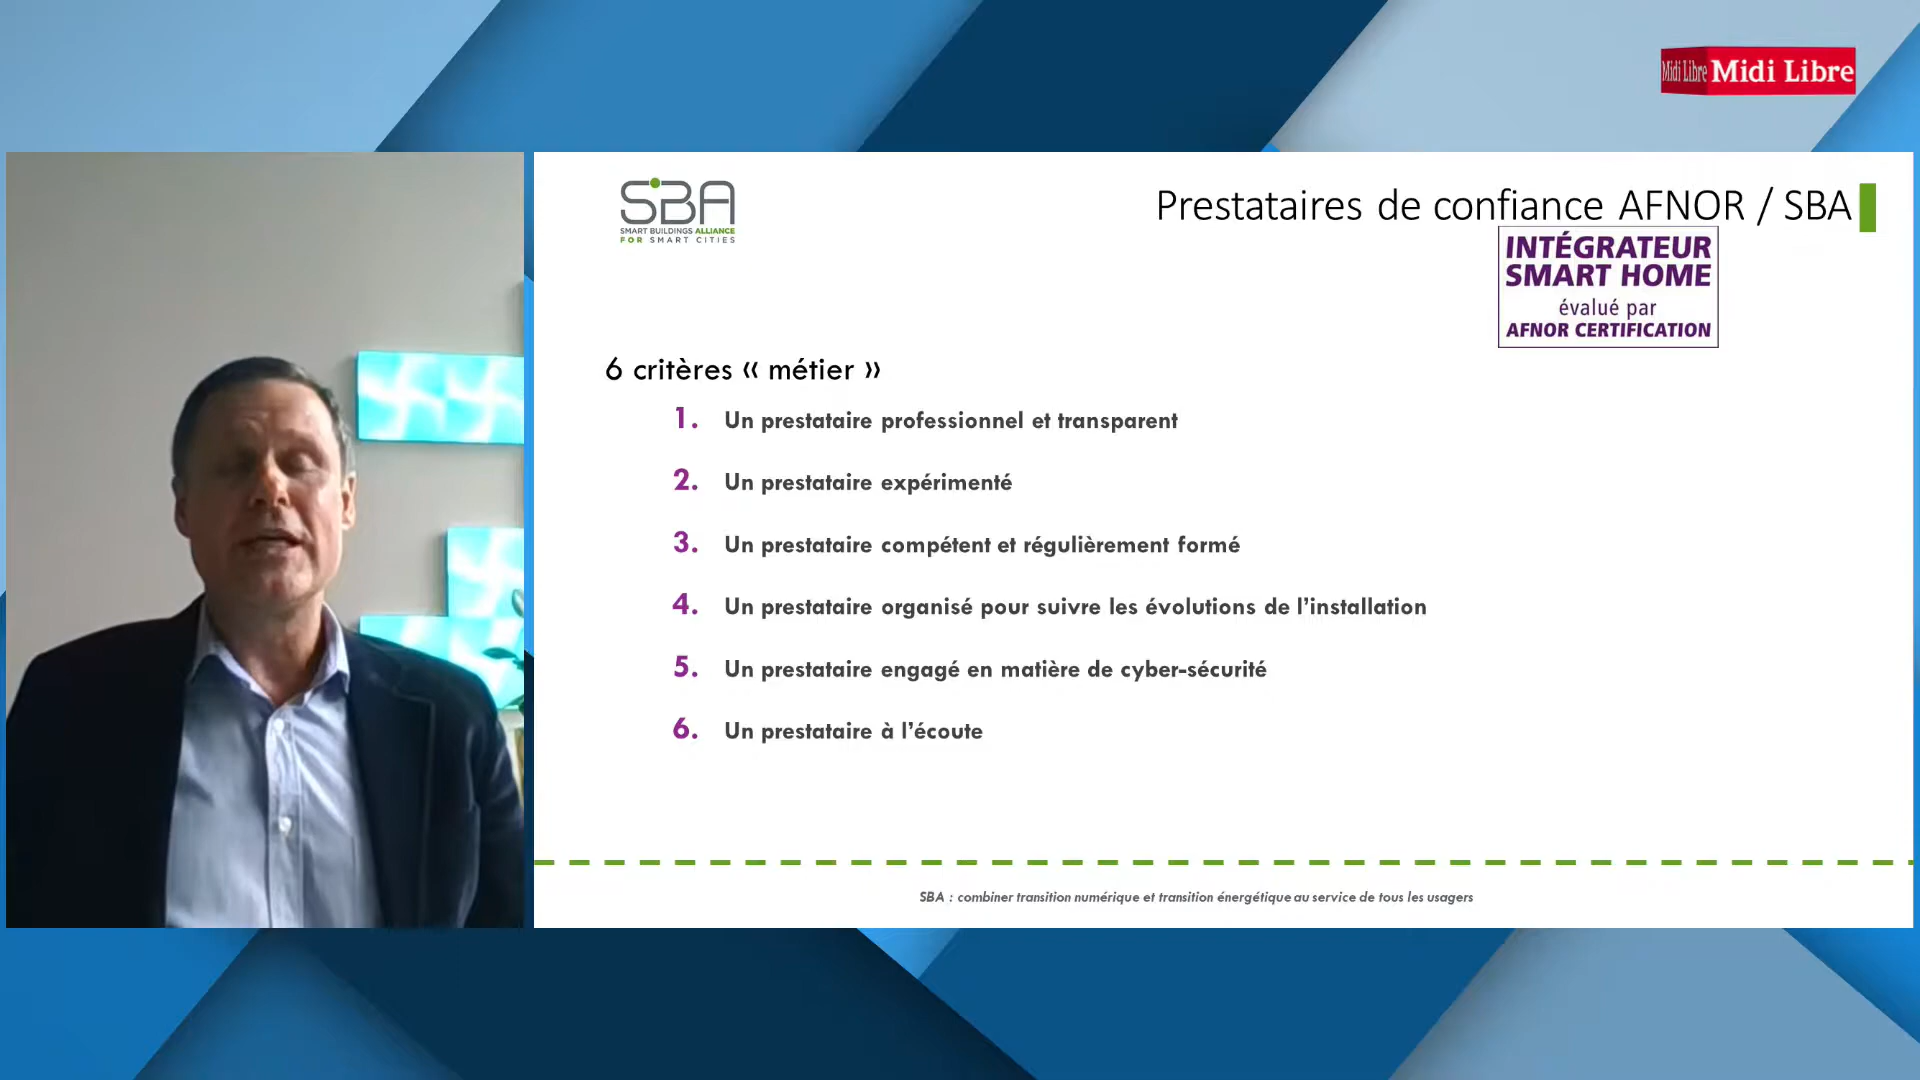 Midi Libre Midi Libre
SBA
SMART BUILDINGS ALLIANCE
FOR SMART CITIES
Prestataires de confiance AFNOR / SBA
INTÉGRATEUR
SMART HOME
évalué par
AFNOR CERTIFICATION
6 critères « métier »
1. Un prestataire professionnel et transparent
2. Un prestataire expérimenté
3. Un prestataire compétent et régulièrement formé
4. Un prestataire organisé pour suivre les évolutions de l’installation
5. Un prestataire engagé en matière de cyber-sécurité
6. Un prestataire à l’écoute
SBA : combiner transition numérique et transition énergétique au service de tous les usagers